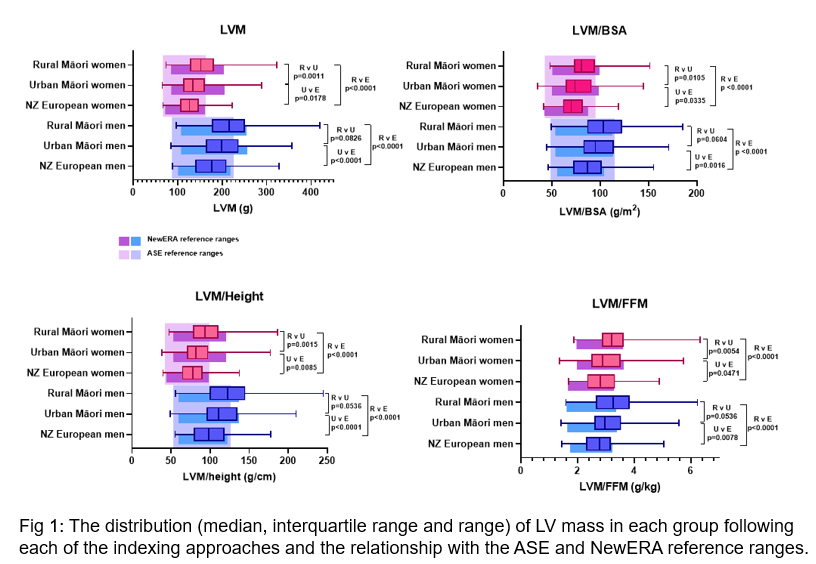 LVM
Rural Māori women
Urban Māori women
NZ European women
Rural Māori men
Urban Māori men
NZ European men
R v U
p=0.0011
U v E
p=0.0178
R v E
p<0.0001
R v U
p=0.0826
U v E
p<0.0001
R v E
p<0.0001
0 100 200 300 400
LVM (g)
LVM/BSA
Rural Māori women
Urban Māori women
NZ European women
Rural Māori men
Urban Māori men
NZ European men
R v U
p=0.0105
U v E
p=0.0335
R v E
p <0.0001
R v U
p=0.0604
U v E
p=0.0016
R v E
p <0.0001
0 50 100 150 200
LVM/BSA (g/m²)
NewERA reference ranges
ASE reference ranges
LVM/Height
Rural Māori women
Urban Māori women
NZ European women
Rural Māori men
Urban Māori men
NZ European men
R v U
p=0.0015
U v E
p=0.0085
R v E
p<0.0001
R v U
p=0.0536
U v E
p<0.0001
R v E
p<0.0001
0 50 100 150 200 250
LVM/height (g/cm)
LVM/FFM
Rural Māori women
Urban Māori women
NZ European women
Rural Māori men
Urban Māori men
NZ European men
R v U
p=0.0054
U v E
p=0.0471
R v E
p<0.0001
R v U
p=0.0536
U v E
p=0.0078
R v E
p<0.0001
0 2 4 6
LVM/FFM (g/kg)
Fig 1: The distribution (median, interquartile range and range) of LV mass in each group following
each of the indexing approaches and the relationship with the ASE and NewERA reference ranges.